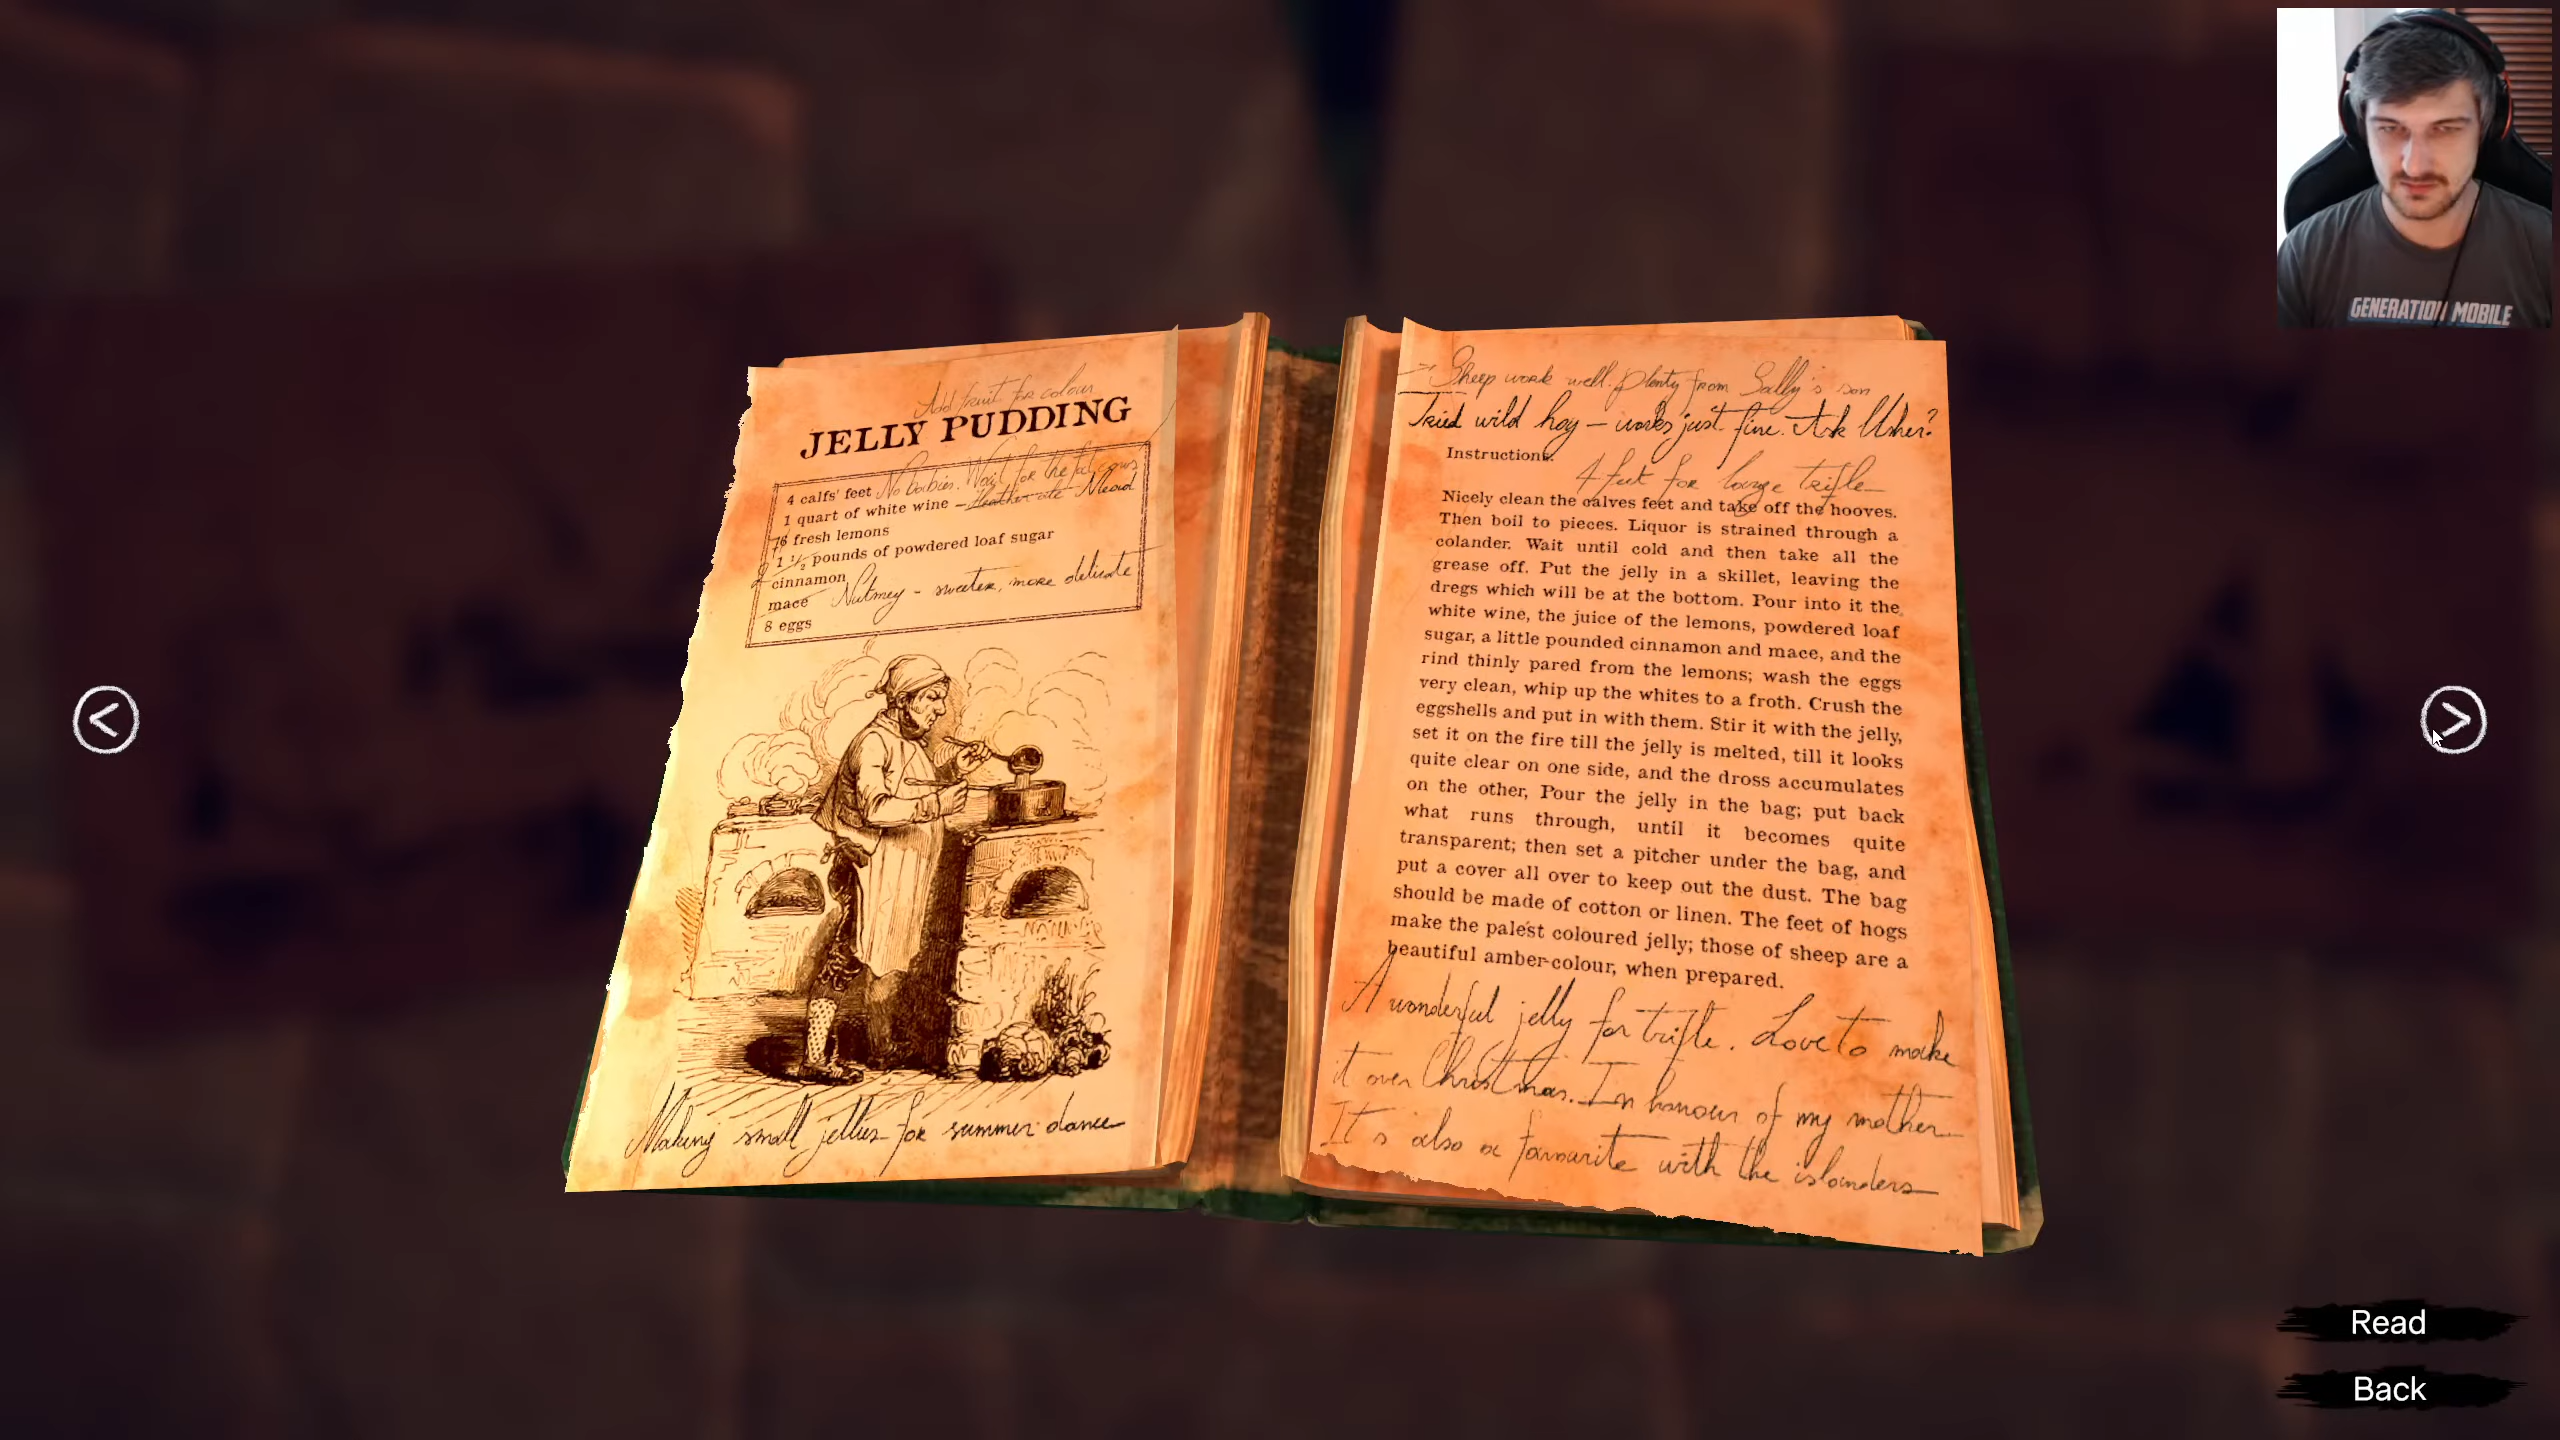 Add fruit for colour
JELLY PUDDING
4 calfs' feet No babies. Wait for the fat cows
1 quart of white wine – Heather ale Mead
76 fresh lemons
2 1 1/2 pounds of powdered loaf sugar
cinnamon
mace Nutmeg - sweeter, more delicate
8 eggs
Making small jellies for summer dance
→ Sheep work well. Plenty from Sally's son
Tried wild hog – works just fine. Ask Usher?
Instructions:
4 feet for large trifle
Nicely clean the calves feet and take off the hooves.
Then boil to pieces. Liquor is strained through a
colander. Wait until cold and then take all the
grease off. Put the jelly in a skillet, leaving the
dregs which will be at the bottom. Pour into it the
white wine, the juice of the lemons, powdered loaf
sugar, a little pounded cinnamon and mace, and the
rind thinly pared from the lemons; wash the eggs
very clean, whip up the whites to a froth. Crush the
eggshells and put in with them. Stir it with the jelly,
set it on the fire till the jelly is melted, till it looks
quite clear on one side, and the dross accumulates
on the other, Pour the jelly in the bag; put back
what runs through, until it becomes quite
transparent; then set a pitcher under the bag, and
put a cover all over to keep out the dust. The bag
should be made of cotton or linen. The feet of hogs
make the palest coloured jelly; those of sheep are a
beautiful amber-colour, when prepared.
A wonderful jelly for trifle. Love to make
it over Christmas. In honour of my mother
It's also a favourite with the islanders
GENERATION MOBILE
Read
Back